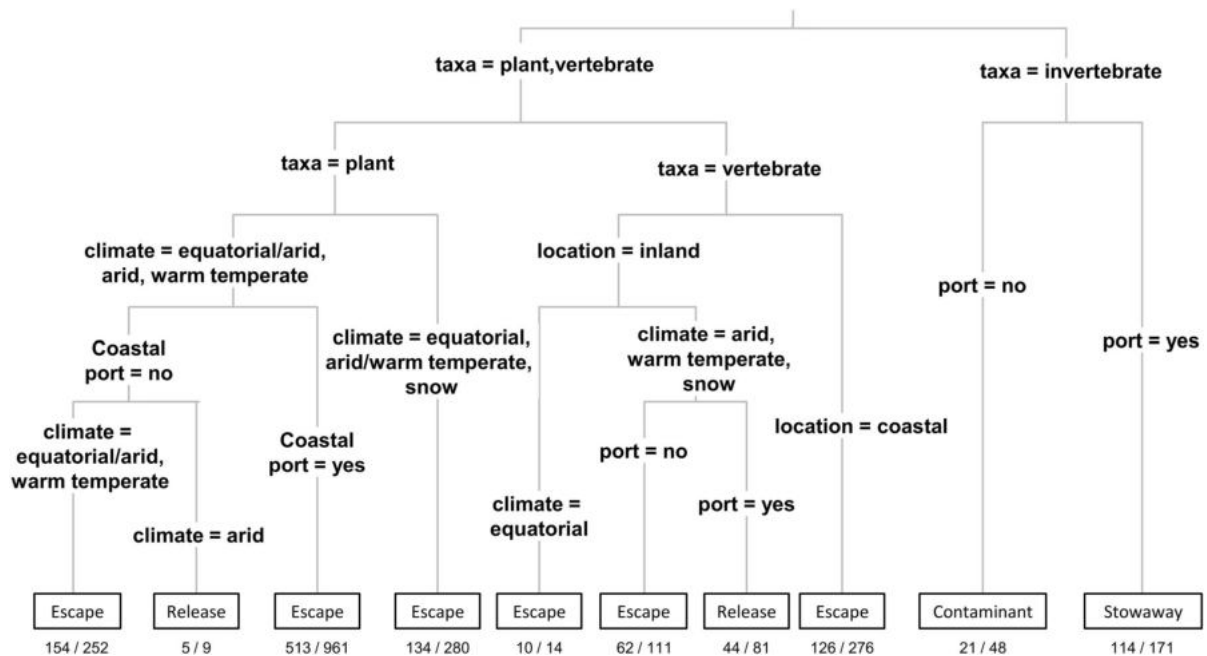 taxa = plant,vertebrate
taxa = invertebrate
taxa = plant
taxa = vertebrate
climate = equatorial/arid,
arid, warm temperate
location = inland
port = no
Coastal
port = no
climate = equatorial,
arid/warm temperate,
snow
climate = arid,
warm temperate,
snow
port = yes
climate =
equatorial/arid,
warm temperate
Coastal
port = yes
port = no
location = coastal
climate = arid
climate =
equatorial
port = yes
Escape
Release
Escape
Escape
Escape
Escape
Release
Escape
Contaminant
Stowaway
154 / 252
5 / 9
513 / 961
134 / 280
10 / 14
62 / 111
44 / 81
126 / 276
21 / 48
114 / 171